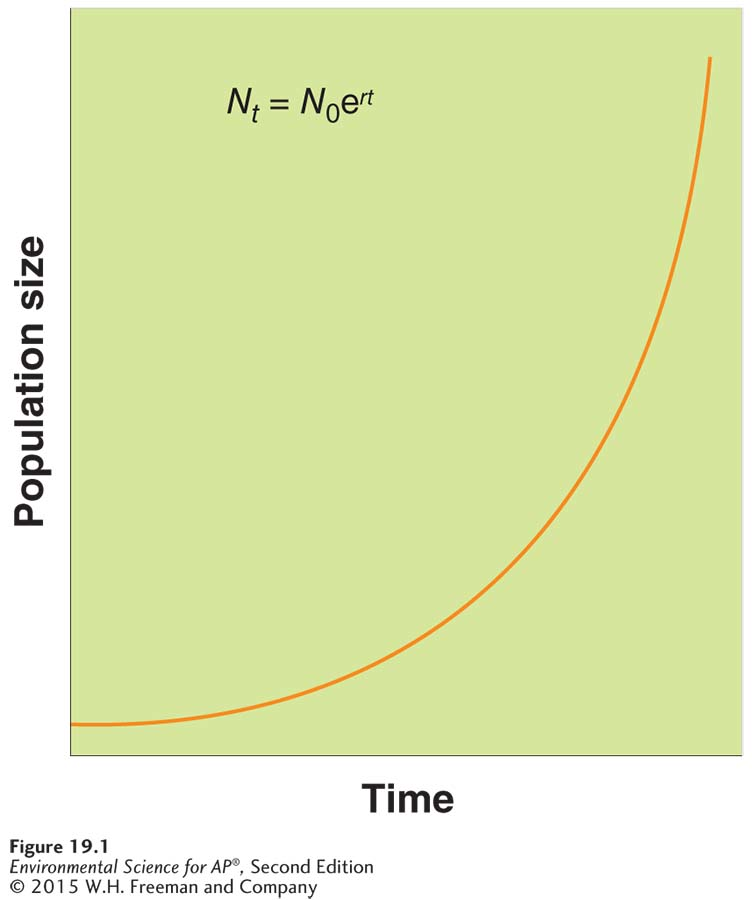 Nₜ = N₀eʳᵗ
Population size
Time
Figure 19.1
Environmental Science for AP®, Second Edition
© 2015 W.H. Freeman and Company